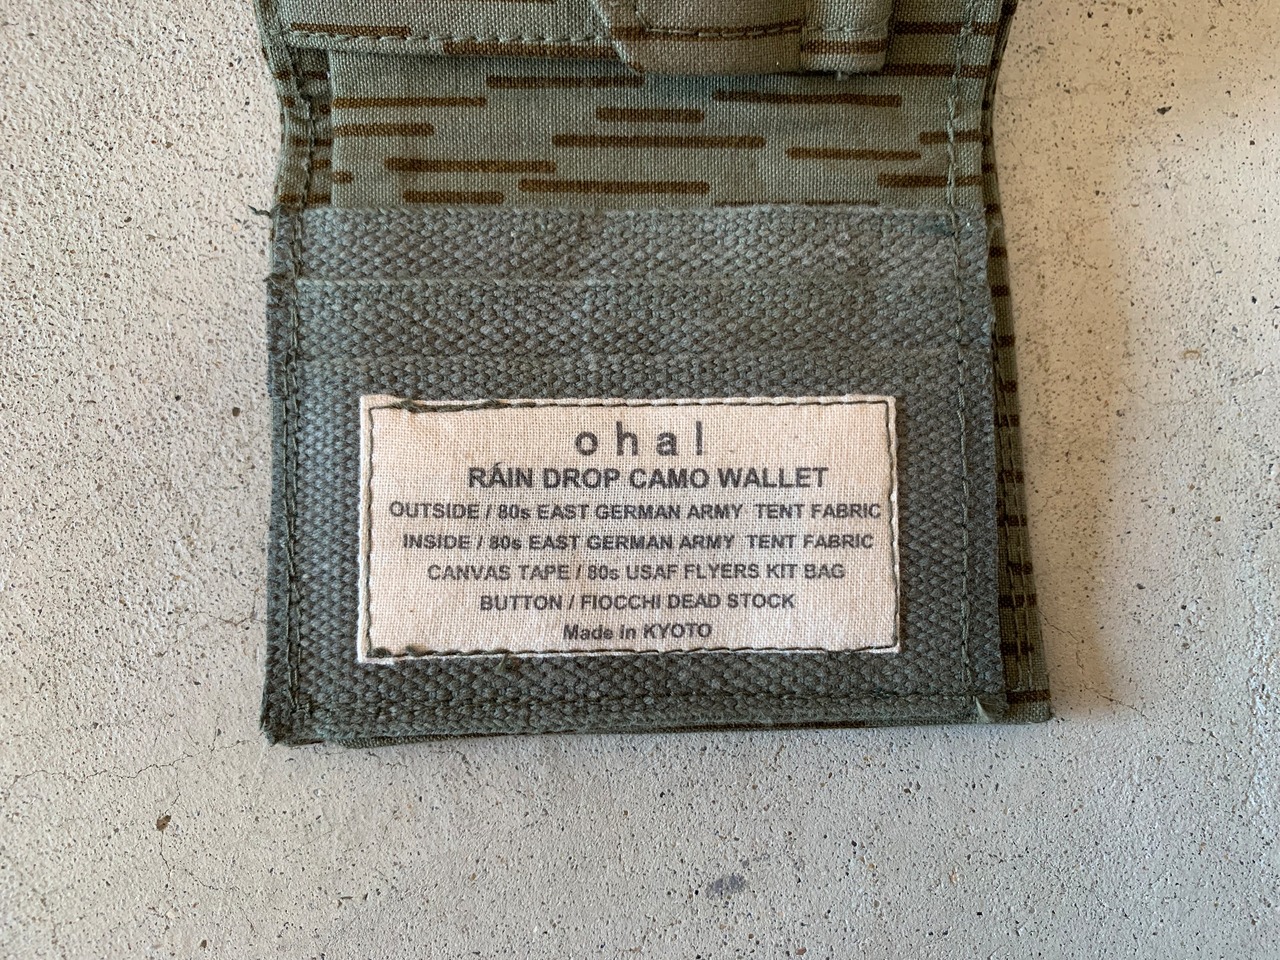 ohal
RÁIN DROP CAMO WALLET
OUTSIDE / 80s EAST GERMAN ARMY TENT FABRIC
INSIDE / 80s EAST GERMAN ARMY TENT FABRIC
CANVAS TAPE / 80s USAF FLYERS KIT BAG
BUTTON / FIOCCHI DEAD STOCK
Made in KYOTO